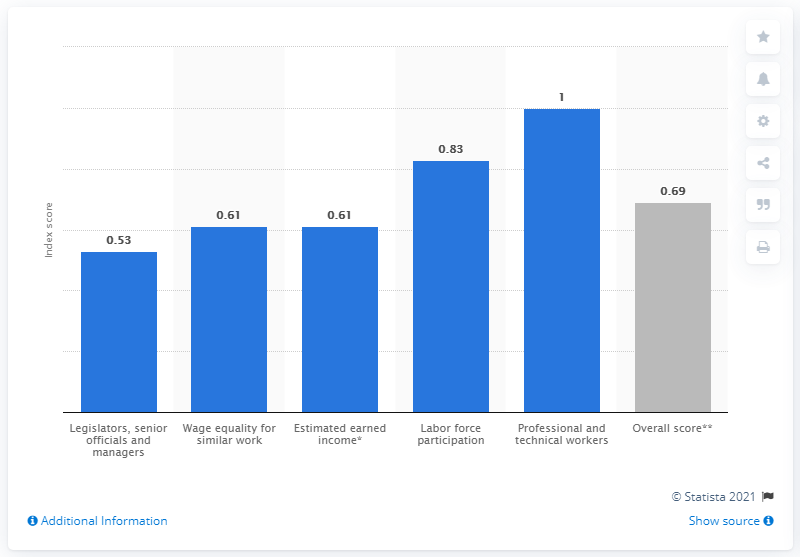 Index score
0.53
0.61
0.61
0.83
1
0.69
Legislators, senior
officials and
managers
Wage equality for
similar work
Estimated earned
income*
Labor force
participation
Professional and
technical workers
Overall score**
© Statista 2021
Additional Information
Show source